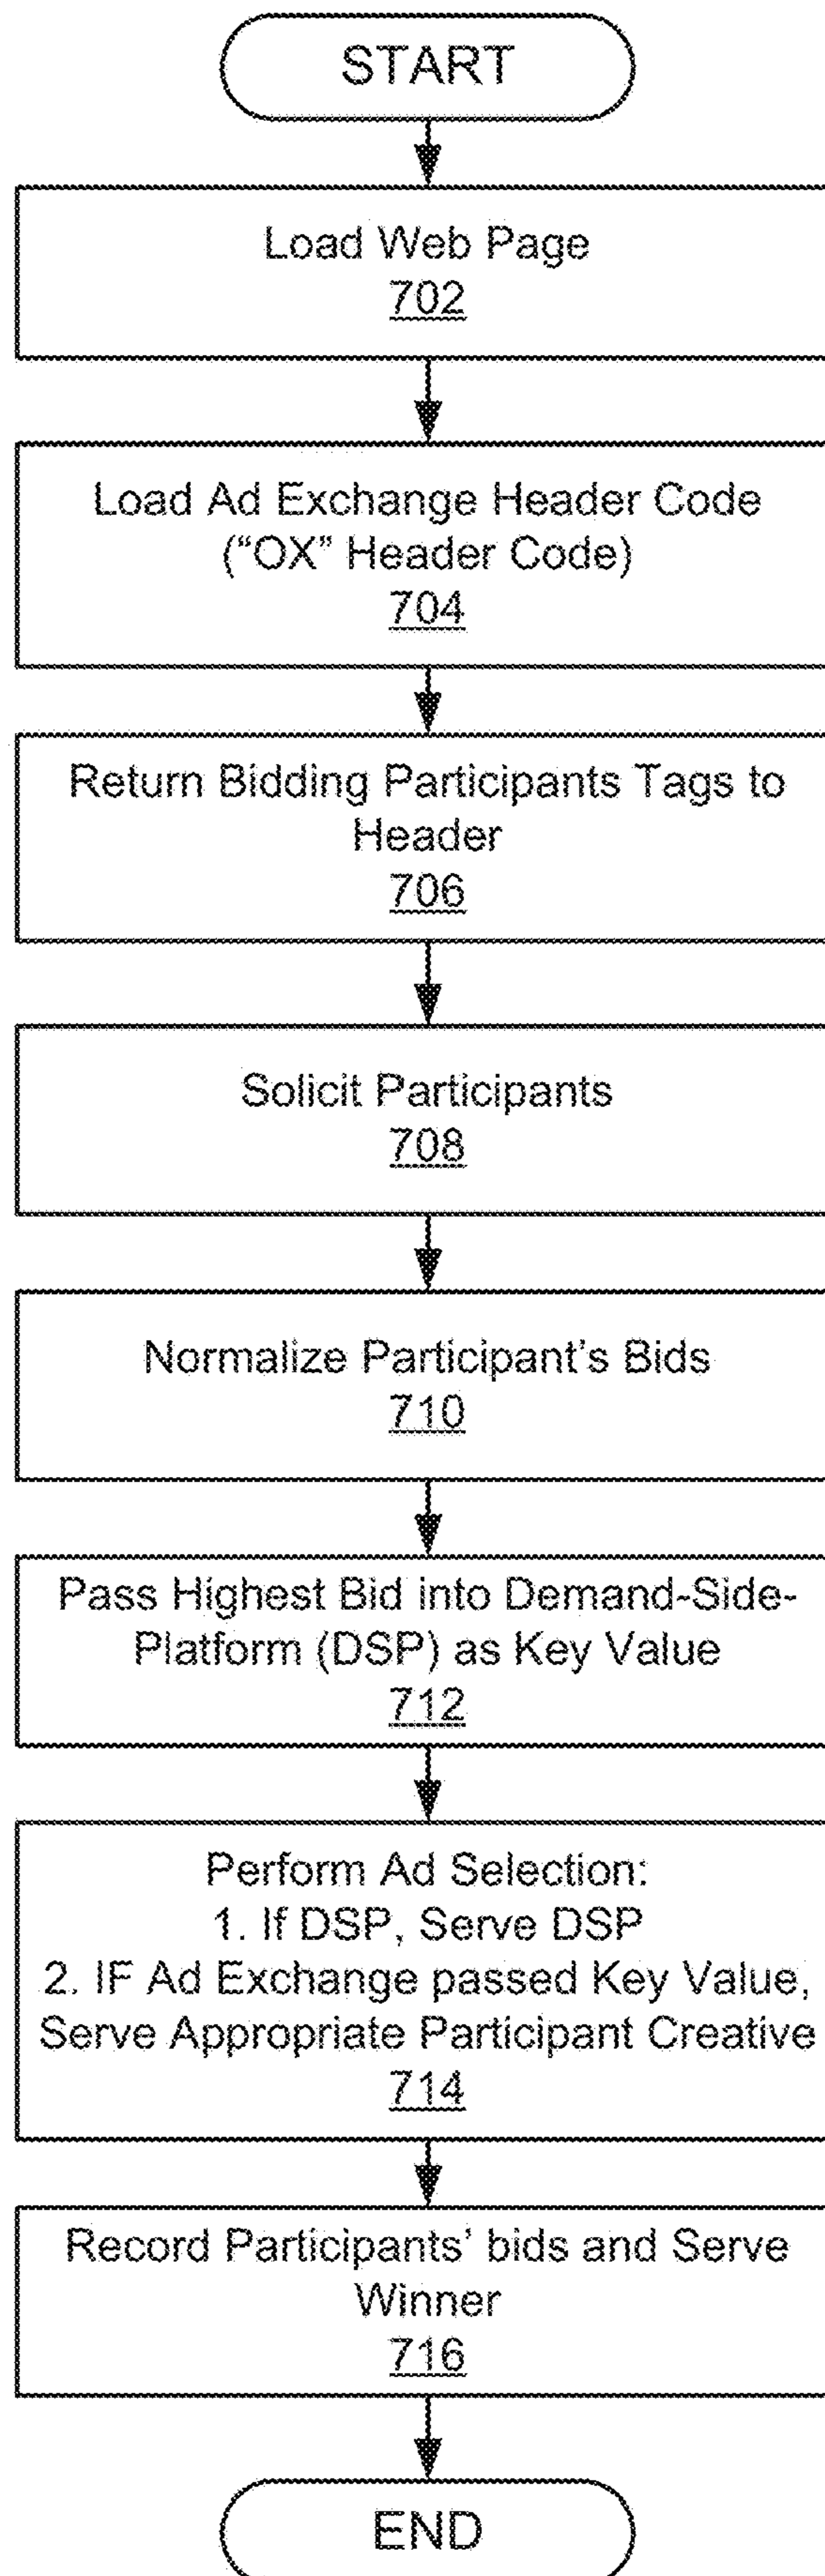 START
Load Web Page
702
Load Ad Exchange Header Code
(“OX” Header Code)
704
Return Bidding Participants Tags to
Header
706
Solicit Participants
708
Normalize Participant’s Bids
710
Pass Highest Bid into Demand-Side-
Platform (DSP) as Key Value
712
Perform Ad Selection:
1. If DSP, Serve DSP
2. IF Ad Exchange passed Key Value,
Serve Appropriate Participant Creative
714
Record Participants’ bids and Serve
Winner
716
END